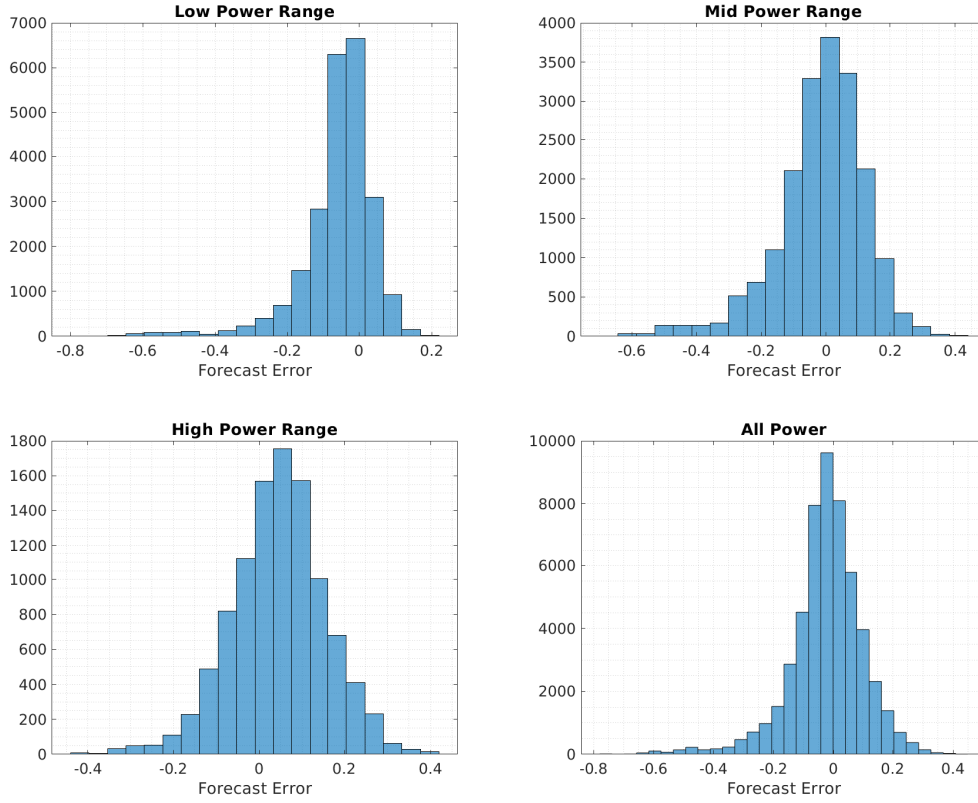 Low Power Range
7000
6000
5000
4000
3000
2000
1000
0
-0.8 -0.6 -0.4 -0.2 0 0.2
Forecast Error
Mid Power Range
4000
3500
3000
2500
2000
1500
1000
500
0
-0.6 -0.4 -0.2 0 0.2 0.4
Forecast Error
High Power Range
1800
1600
1400
1200
1000
800
600
400
200
0
-0.4 -0.2 0 0.2 0.4
Forecast Error
All Power
10000
8000
6000
4000
2000
0
-0.8 -0.6 -0.4 -0.2 0 0.2 0.4
Forecast Error